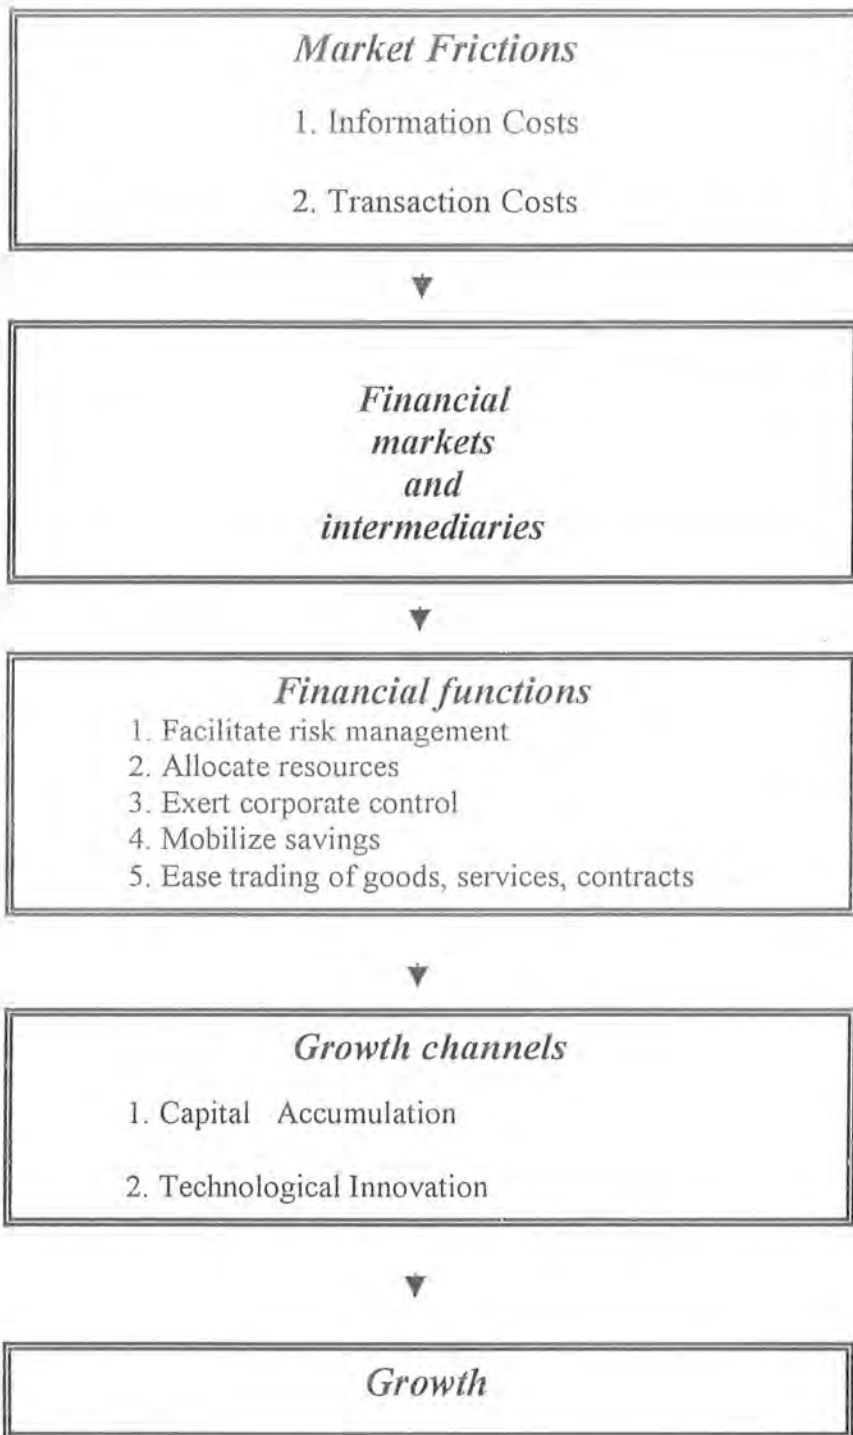 Market Frictions
1. Information Costs
2. Transaction Costs
Financial
markets
and
intermediaries
Financial functions
1. Facilitate risk management
2. Allocate resources
3. Exert corporate control
4. Mobilize savings
5. Ease trading of goods, services, contracts
Growth channels
1. Capital Accumulation
2. Technological Innovation
Growth